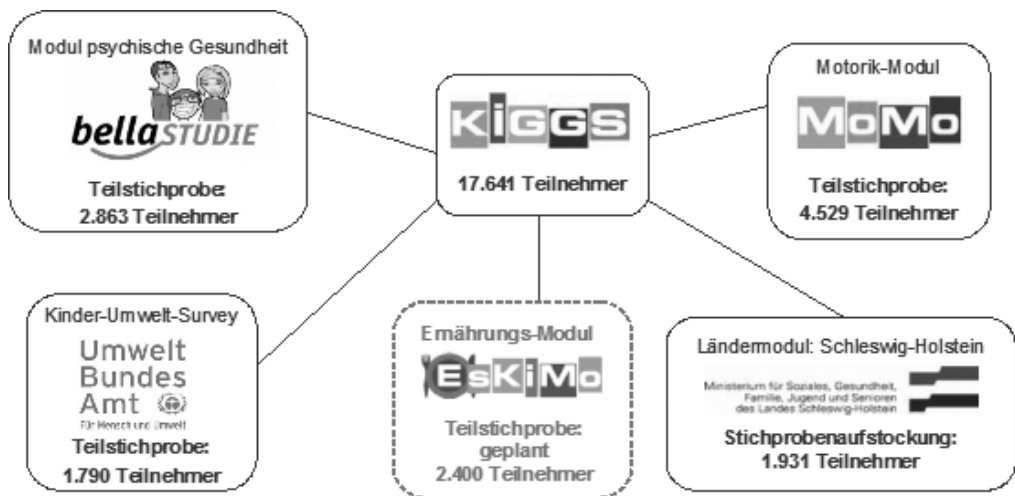 Modul psychische Gesundheit
bella STUDIE
Teilstichprobe:
2.863 Teilnehmer
KiGGS
17.641 Teilnehmer
Motorik-Modul
MoMo
Teilstichprobe:
4.529 Teilnehmer
Kinder-Umwelt-Survey
Umwelt
Bundes
Amt
Für Mensch und Umwelt
Teilstichprobe:
1.790 Teilnehmer
Ernährungs-Modul
EsKiMo
Teilstichprobe:
geplant
2.400 Teilnehmer
Ländermodul: Schleswig-Holstein
Ministerium für Soziales, Gesundheit,
Familie, Jugend und Senioren
des Landes Schleswig-Holstein
Stichprobenaufstockung:
1.931 Teilnehmer